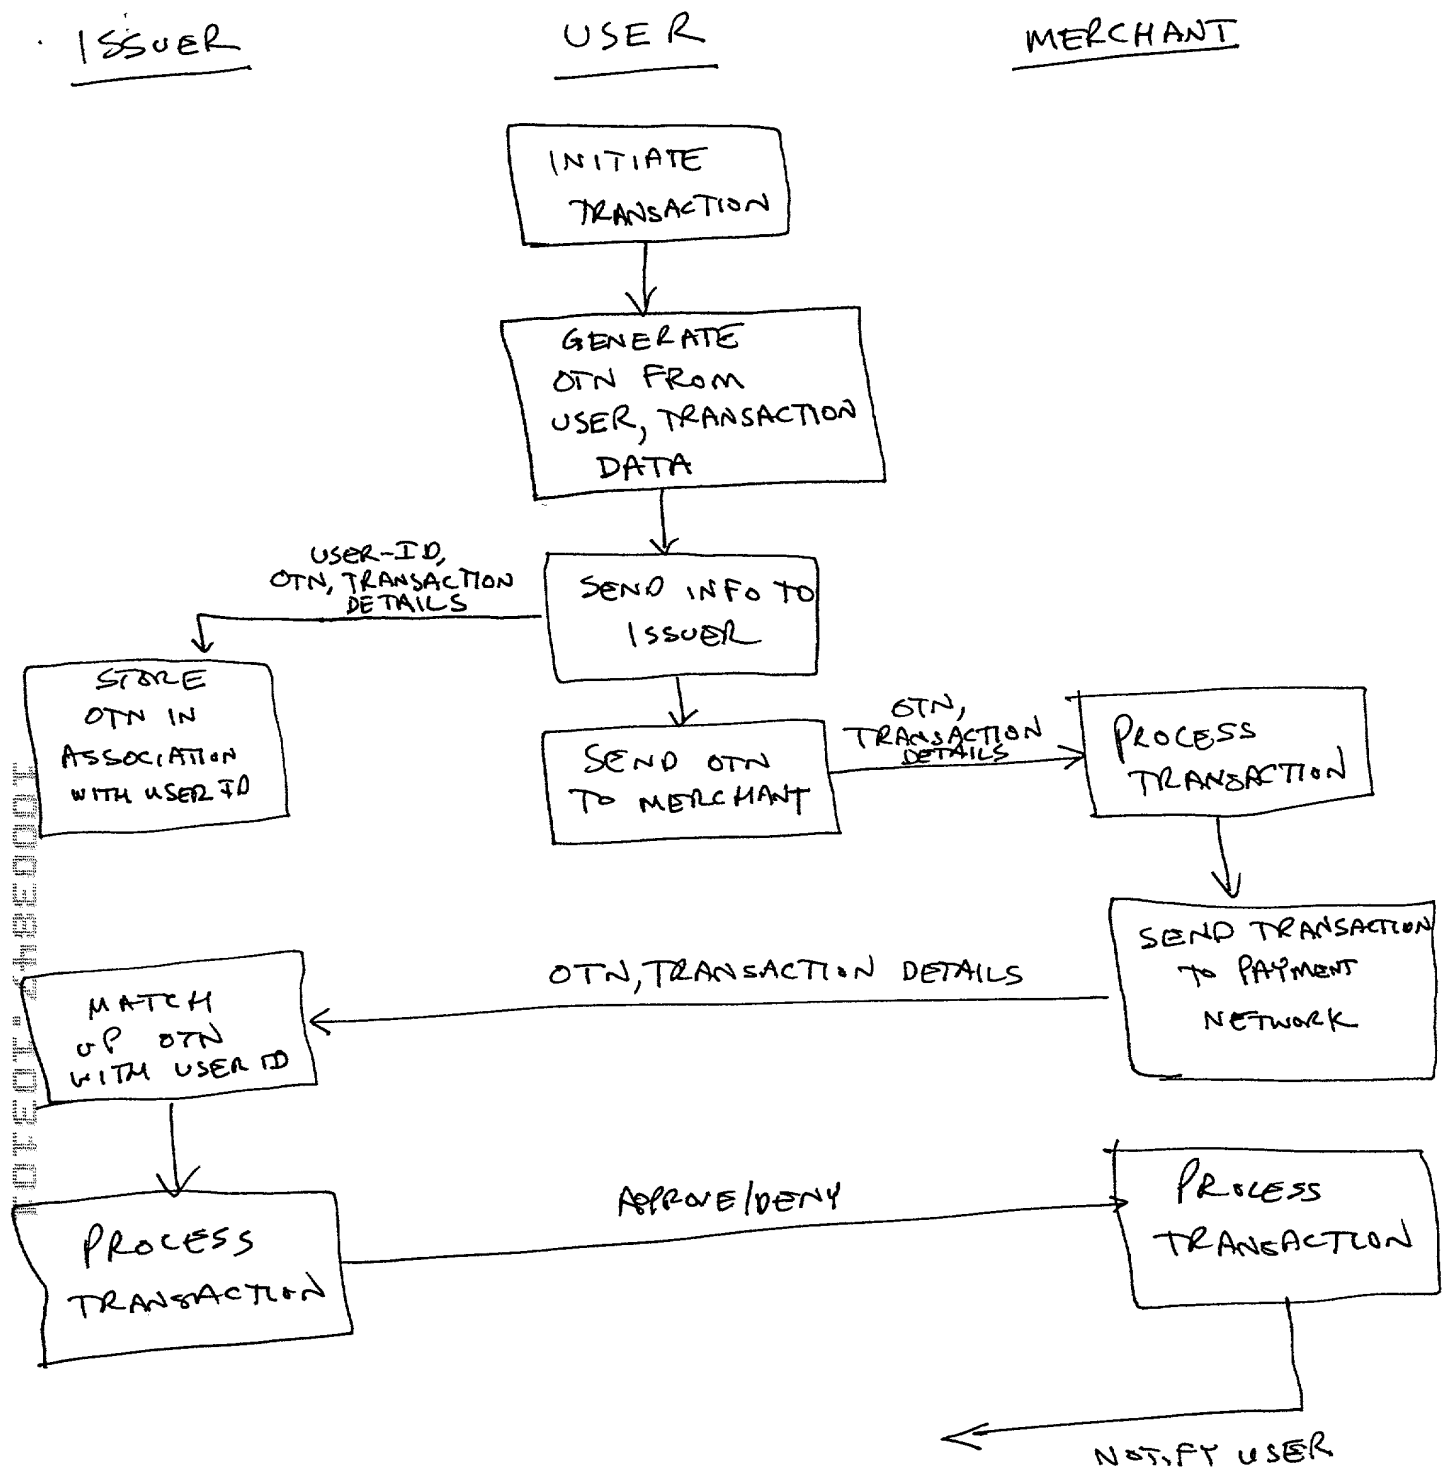 ISSUER
USER
MERCHANT
INITIATE
TRANSACTION
GENERATE
OTN FROM
USER, TRANSACTION
DATA
USER-ID,
OTN, TRANSACTION
DETAILS
SEND INFO TO
ISSUER
STORE
OTN IN
ASSOCIATION
WITH USER ID
SEND OTN
TO MERCHANT
OTN,
TRANSACTION
DETAILS
PROCESS
TRANSACTION
SEND TRANSACTION
TO PAYMENT
NETWORK
OTN, TRANSACTION DETAILS
MATCH
UP OTN
WITH USER ID
PROCESS
TRANSACTION
APPROVE/DENY
PROCESS
TRANSACTION
NOTIFY USER